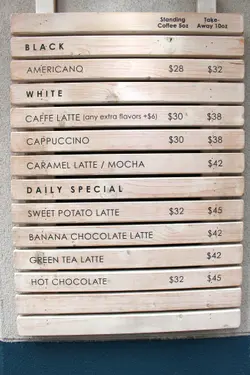 Standing Take-
Coffee 5oz Away 10oz
BLACK
AMERICANO $28 $32
WHITE
CAFFE LATTE (any extra flavors +$6) $30 $38
CAPPUCCINO $30 $38
CARAMEL LATTE / MOCHA $42
DAILY SPECIAL
SWEET POTATO LATTE $32 $45
BANANA CHOCOLATE LATTE $42
GREEN TEA LATTE $42
HOT CHOCOLATE $32 $45